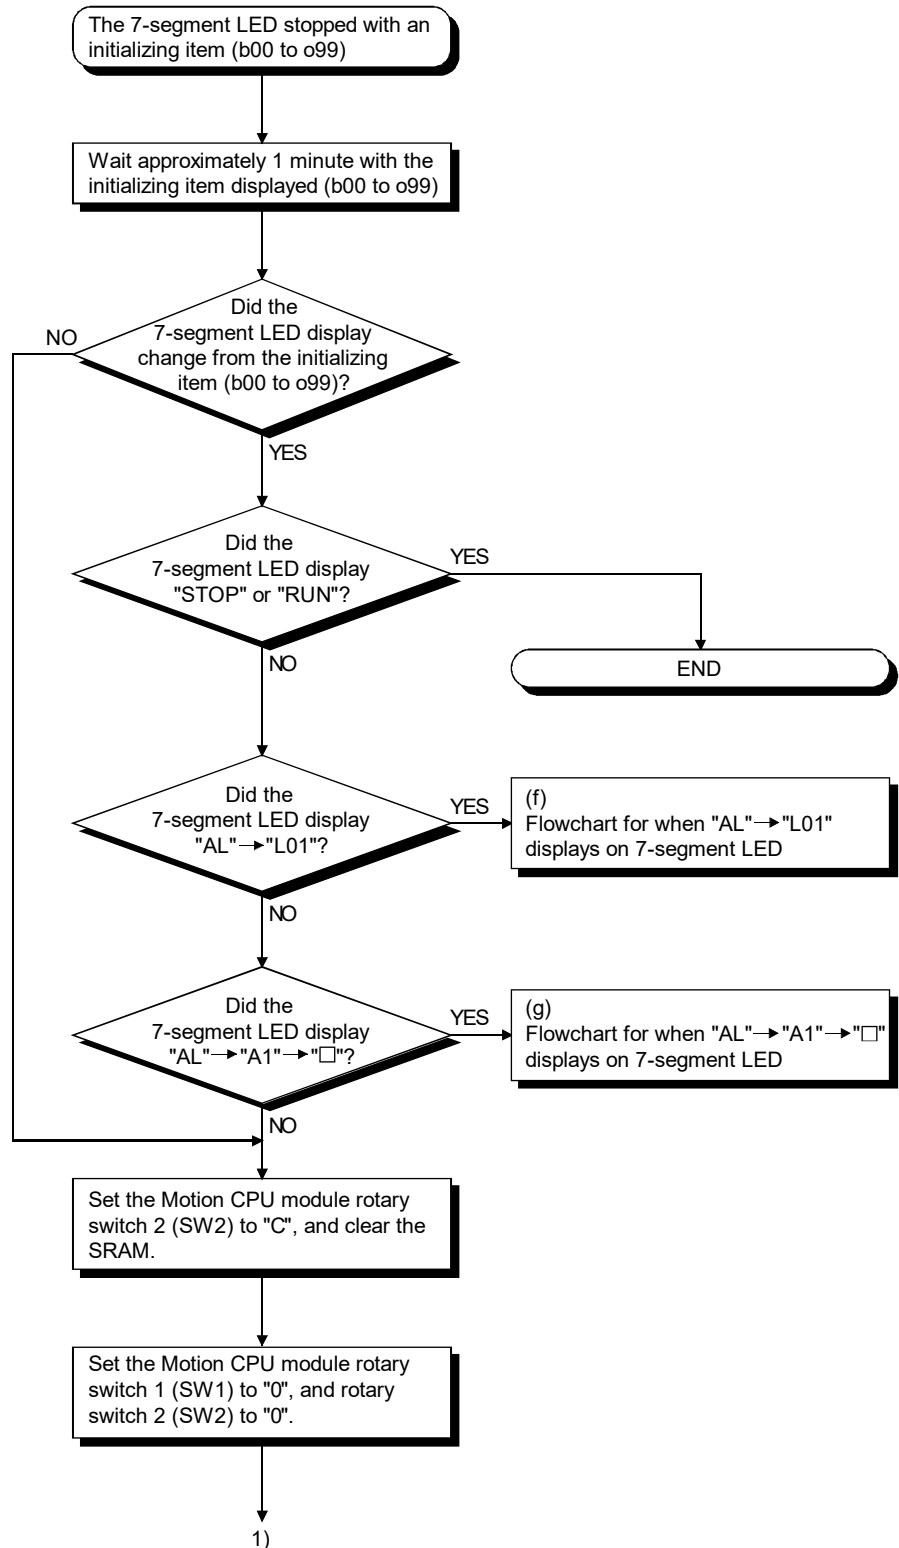 The 7-segment LED stopped with an
initializing item (b00 to o99)
Wait approximately 1 minute with the
initializing item displayed (b00 to o99)
Did the
7-segment LED display
change from the initializing
item (b00 to o99)?
NO
YES
Did the
7-segment LED display
"STOP" or "RUN"?
YES
NO
END
Did the
7-segment LED display
"AL"→"L01"?
YES
NO
(f)
Flowchart for when "AL"→"L01"
displays on 7-segment LED
Did the
7-segment LED display
"AL"→"A1"→"□"?
YES
NO
(g)
Flowchart for when "AL"→"A1"→"□"
displays on 7-segment LED
Set the Motion CPU module rotary
switch 2 (SW2) to "C", and clear the
SRAM.
Set the Motion CPU module rotary
switch 1 (SW1) to "0", and rotary
switch 2 (SW2) to "0".
1)